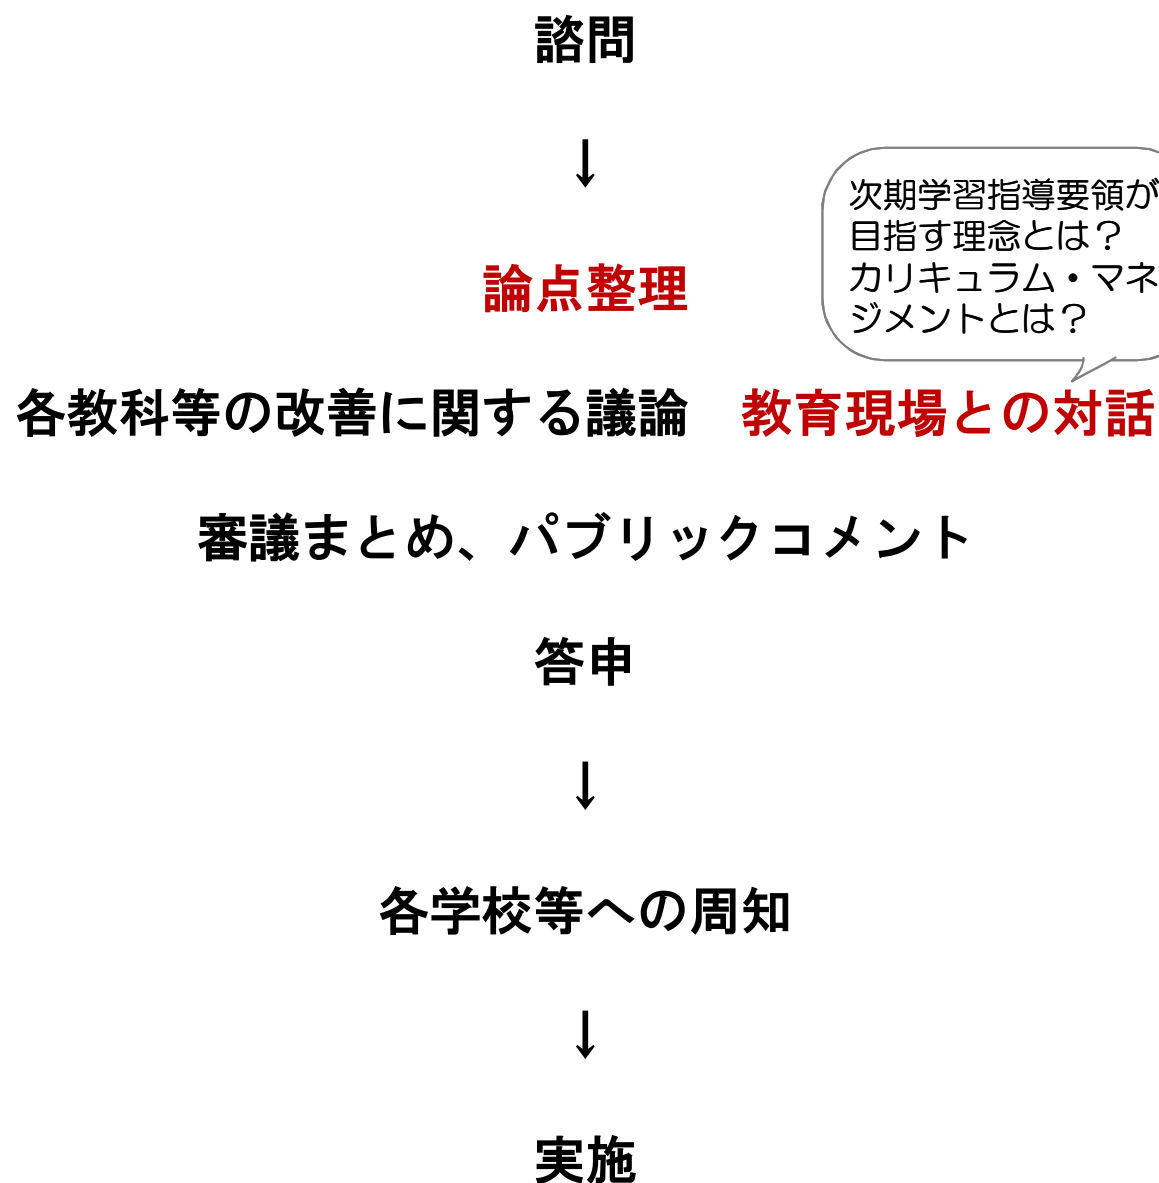 諮問
↓
次期学習指導要領が
目指す理念とは？
カリキュラム・マネ
ジメントとは？
論点整理
各教科等の改善に関する議論　教育現場との対話
審議まとめ、パブリックコメント
答申
↓
各学校等への周知
↓
実施